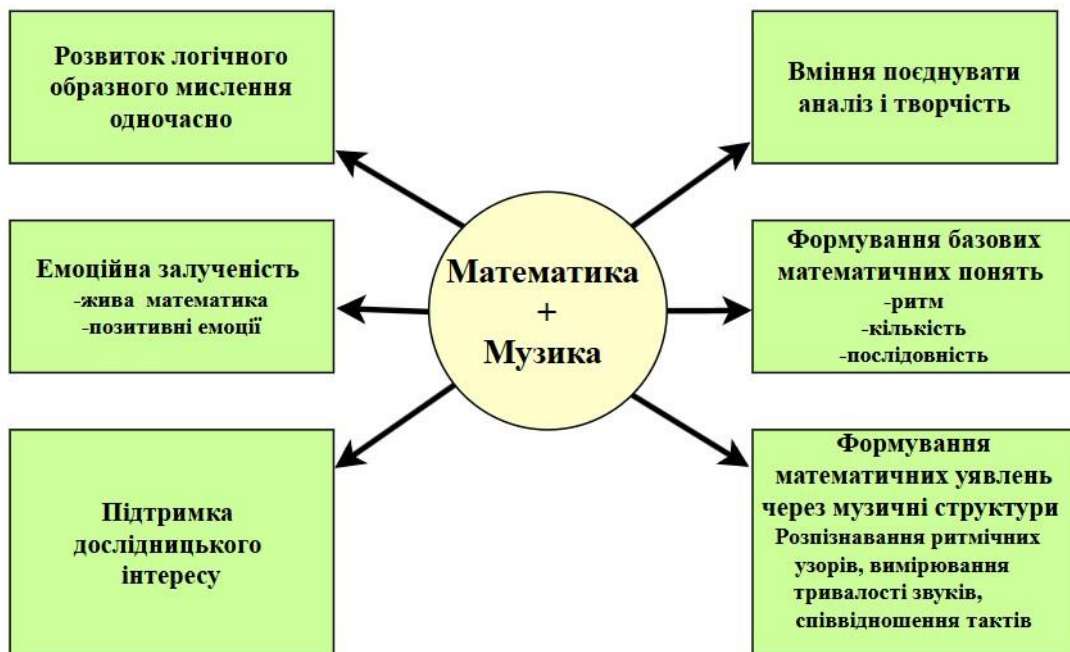 Розвиток логічного
образного мислення
одночасно
Вміння поєднувати
аналіз і творчість
Емоційна залученість
-жива математика
-позитивні емоції
Математика
+
Музика
Формування базових
математичних понять
-ритм
-кількість
-послідовність
Підтримка
дослідницького
інтересу
Формування
математичних уявлень
через музичні структури
Розпізнавання ритмічних
узорів, вимірювання
тривалості звуків,
співвідношення тактів